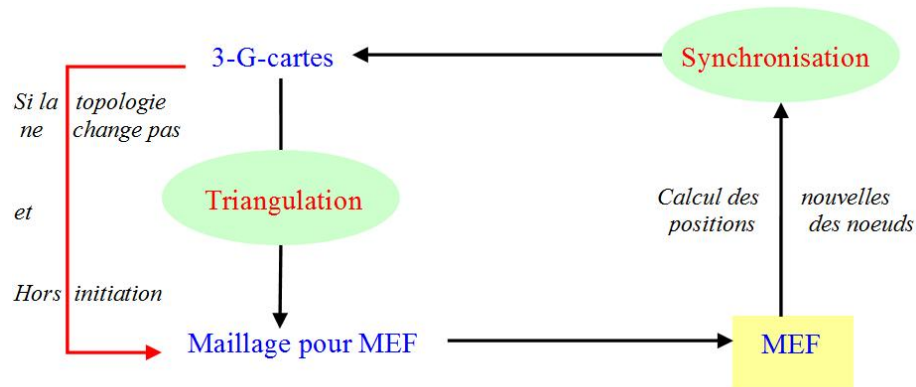 3-G-cartes
Synchronisation
Si la topologie
ne change pas
et
Hors initiation
Triangulation
Calcul des nouvelles
positions des noeuds
Maillage pour MEF
MEF